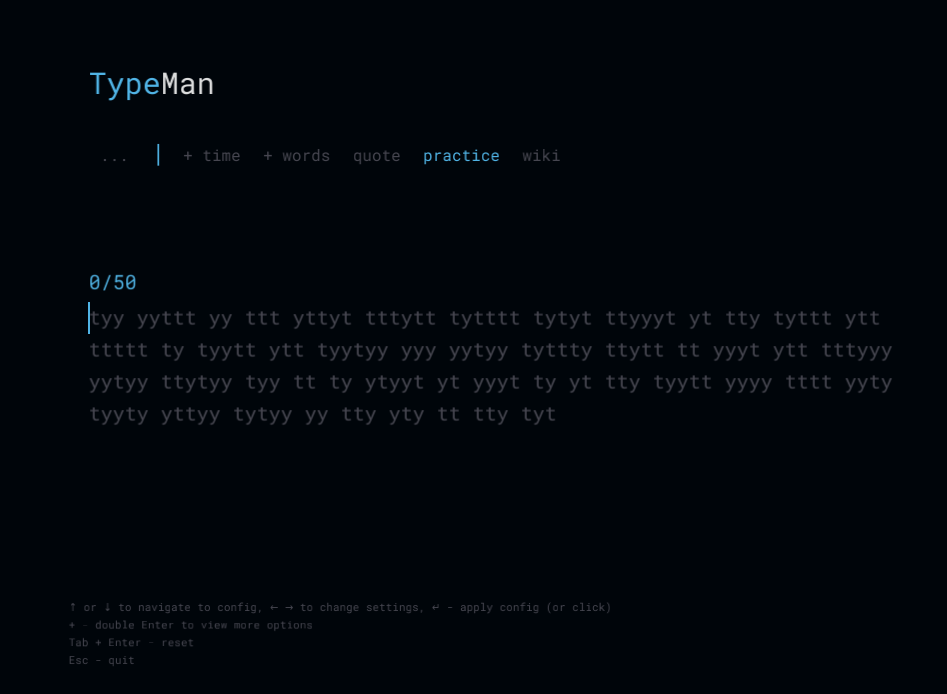 TypeMan
... + time + words quote practice wiki
0/50
tyy yyttt yy ttt yttyt tttytt tytttt tytyt ttyyyt yt tty tyttt ytt
ttttt ty tyytt ytt tyytyy yyy yytyy tyttty ttytt tt yyyt ytt tttyyy
yytyy ttytyy tyy tt ty ytyyt yt yyyt ty yt tty tyytt yyyy tttt yyty
tyyty yttyy tytyy yy tty yty tt tty tyt
↑ or ↓ to navigate to config, ← → to change settings, ↵ - apply config (or click)
+ - double Enter to view more options
Tab + Enter - reset
Esc - quit